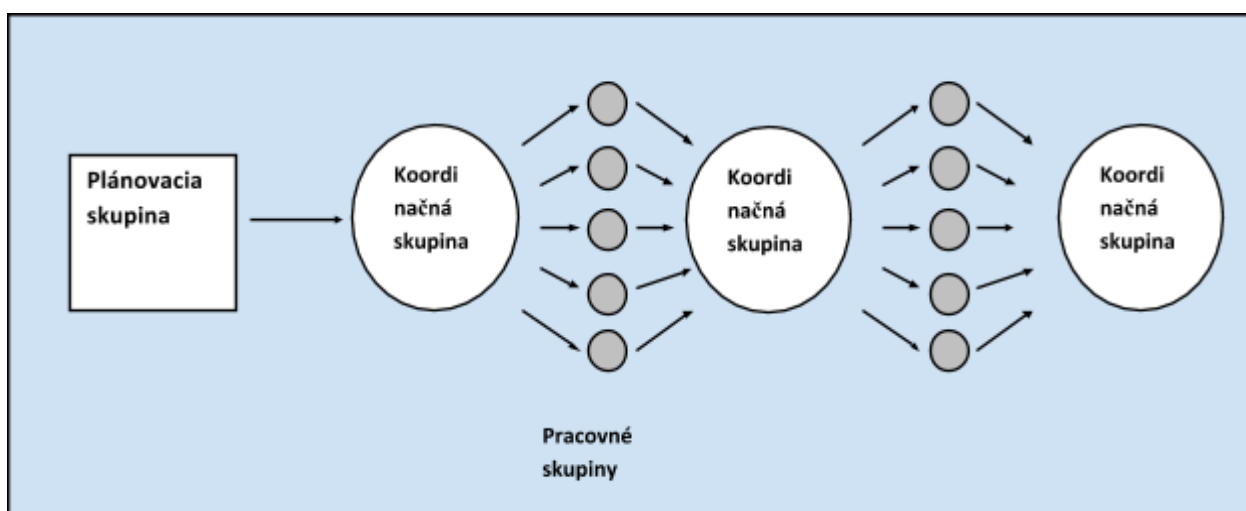 Plánovacia
skupina
Koordi
načná
skupina
Koordi
načná
skupina
Koordi
načná
skupina
Pracovné
skupiny